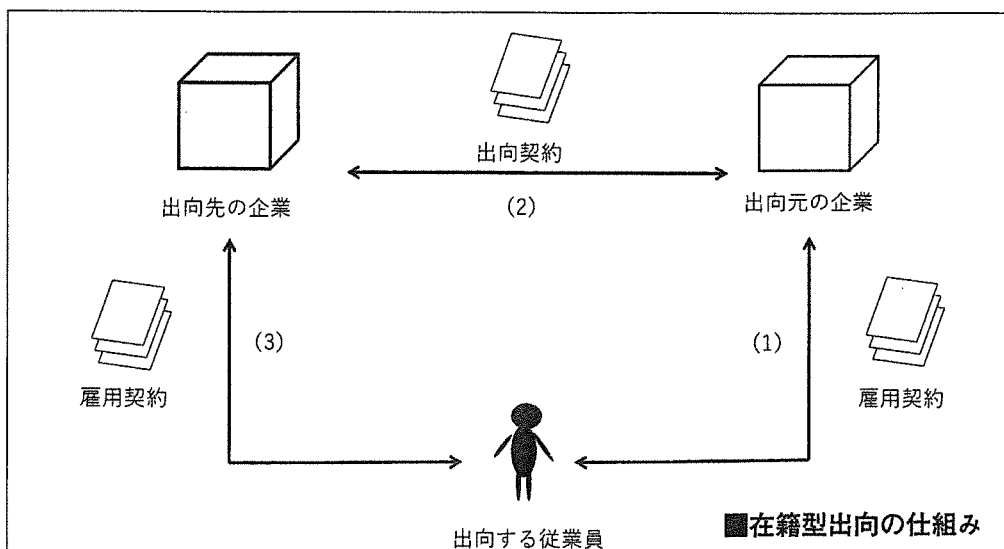 出向契約
出向先の企業
(2)
出向元の企業
(3)
(1)
雇用契約
雇用契約
出向する従業員
■在籍型出向の仕組み